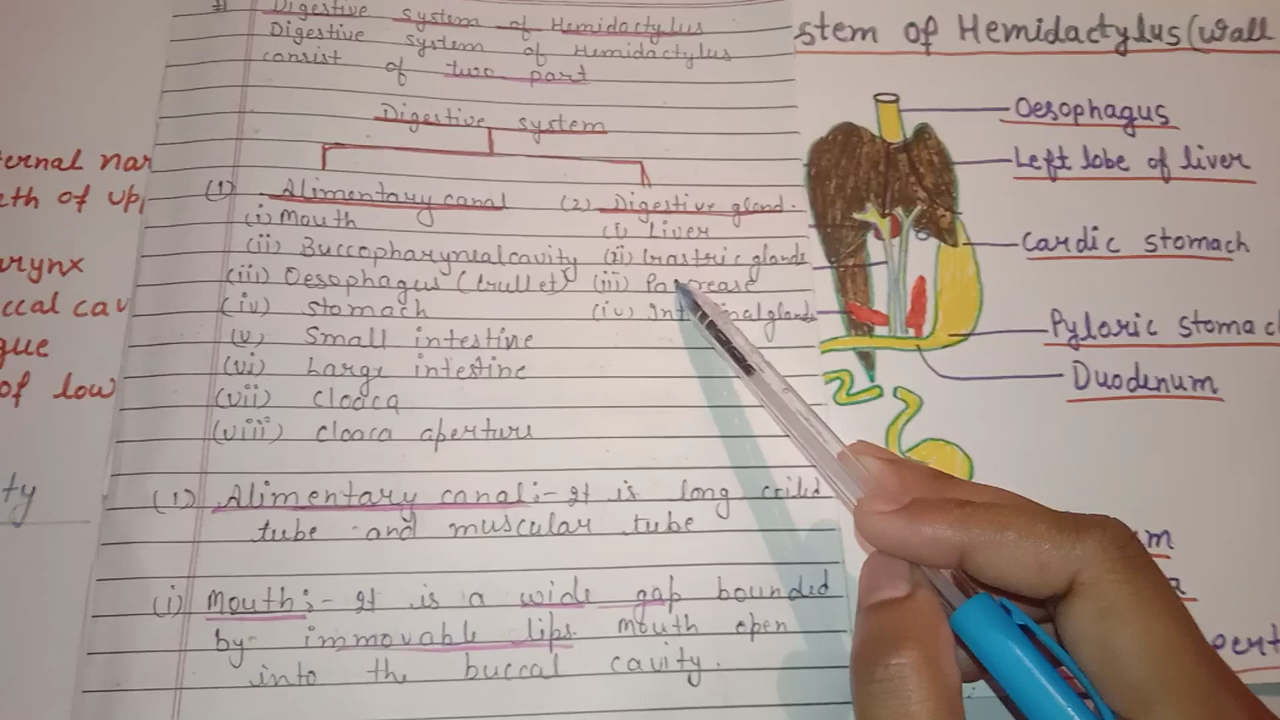 Digestive system of Hemidactylus
Digestive system of Hemidactylus
consist of two part
Digestive system
(1) Alimentary canal (2) Digestive gland.
(i) Mouth (i) Liver
(ii) Buccopharyneal cavity (ii) Gastric glands
(iii) Oesophagus (Gullet) (iii)
(iv) stomach (iv)
(v) Small intestine
(vi) Large intestine
(vii) cloaca
(viii) cloaca aperture
(1) Alimentary canal:- It is long coiled
tube and muscular tube
(i) Mouth:- It is a wide gap bounded
by immovable lips mouth open
into the buccal cavity.
ernal nar
eth of up
rynx
ccal cav
gue
of low
ty
stem of Hemidactylus (Wall
Oesophagus
Left lobe of liver
Cardic stomach
Pyloric stomac
Duodenum
m
pert